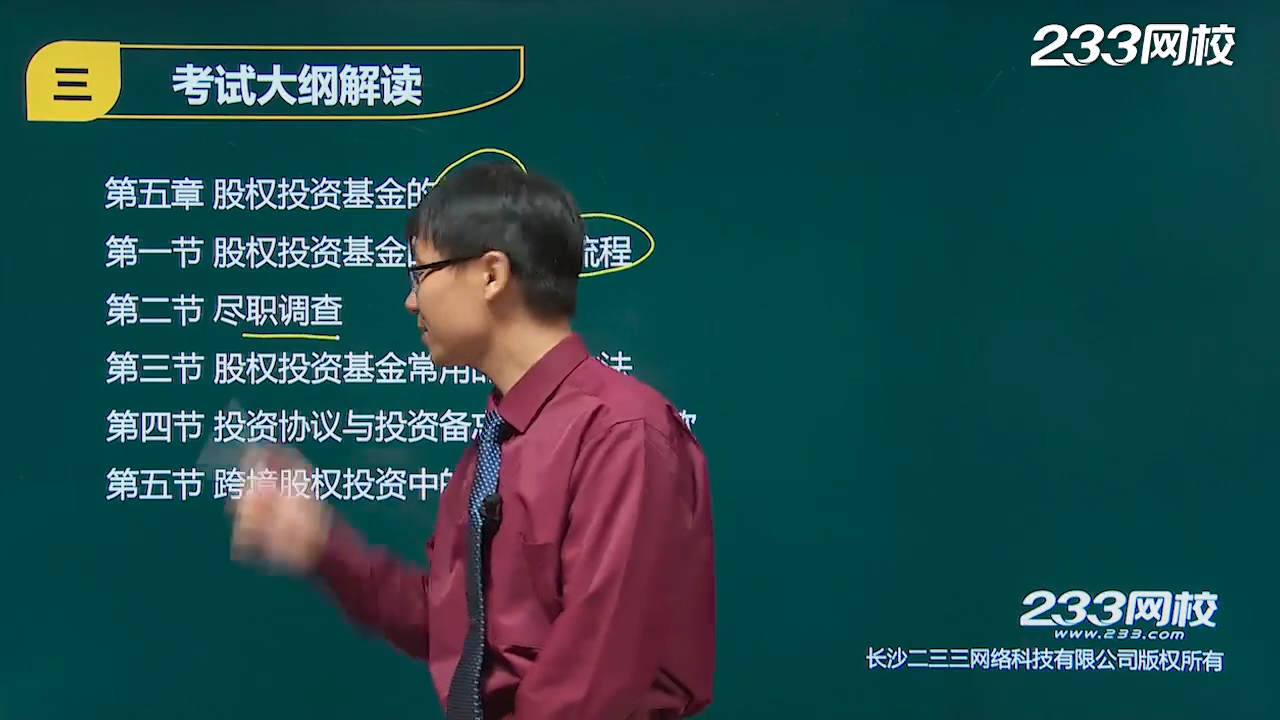 233网校
三
考试大纲解读
第五章 股权投资基金的
第一节 股权投资基金 流程
第二节 尽职调查
第三节 股权投资基金常用 法
第四节 投资协议与投资备忘
第五节 跨境股权投资中的
233网校
www.233.com
长沙二三三网络科技有限公司版权所有